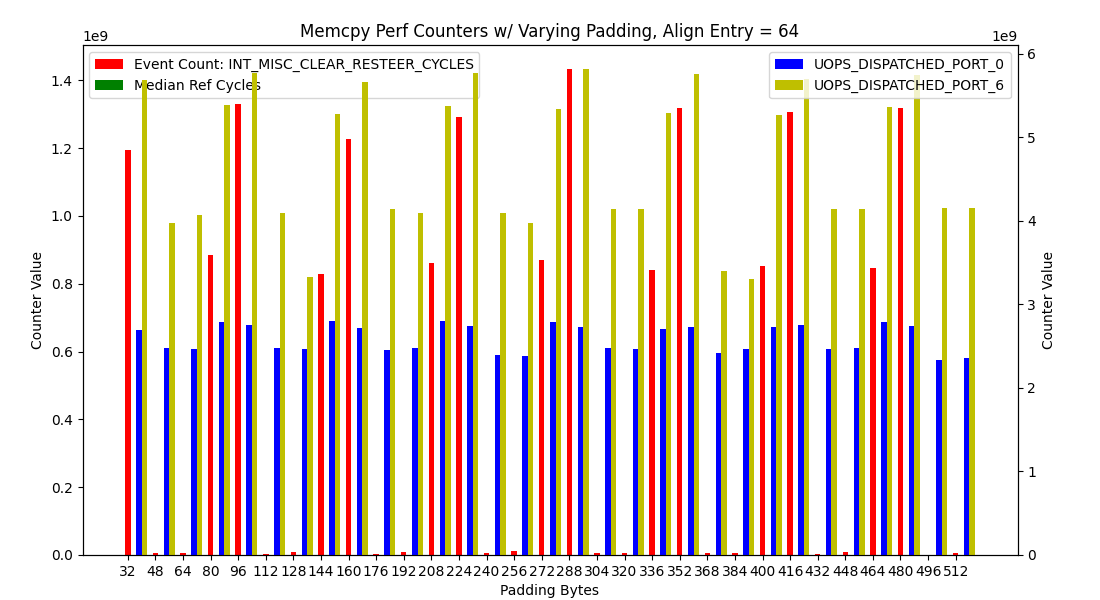 Memcpy Perf Counters w/ Varying Padding, Align Entry = 64
1e9
1e9
Event Count: INT_MISC_CLEAR_RESTEER_CYCLES
Median Ref Cycles
UOPS_DISPATCHED_PORT_0
UOPS_DISPATCHED_PORT_6
1.4
1.2
1.0
0.8
0.6
0.4
0.2
0.0
Counter Value
6
5
4
3
2
1
0
Counter Value
32 48 64 80 96 112 128 144 160 176 192 208 224 240 256 272 288 304 320 336 352 368 384 400 416 432 448 464 480 496 512
Padding Bytes